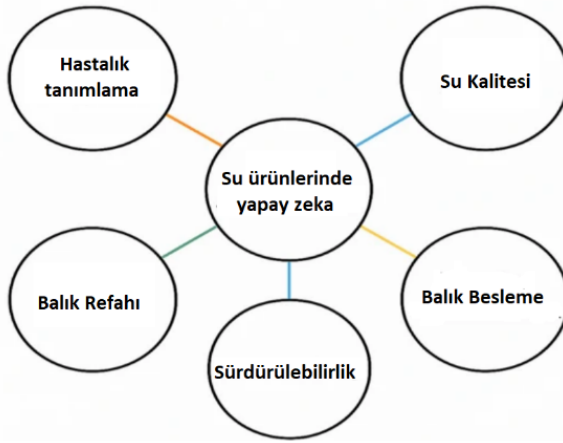 Hastalık
tanımlama
Su Kalitesi
Su ürünlerinde
yapay zeka
Balık Refahı
Balık Besleme
Sürdürülebilirlik